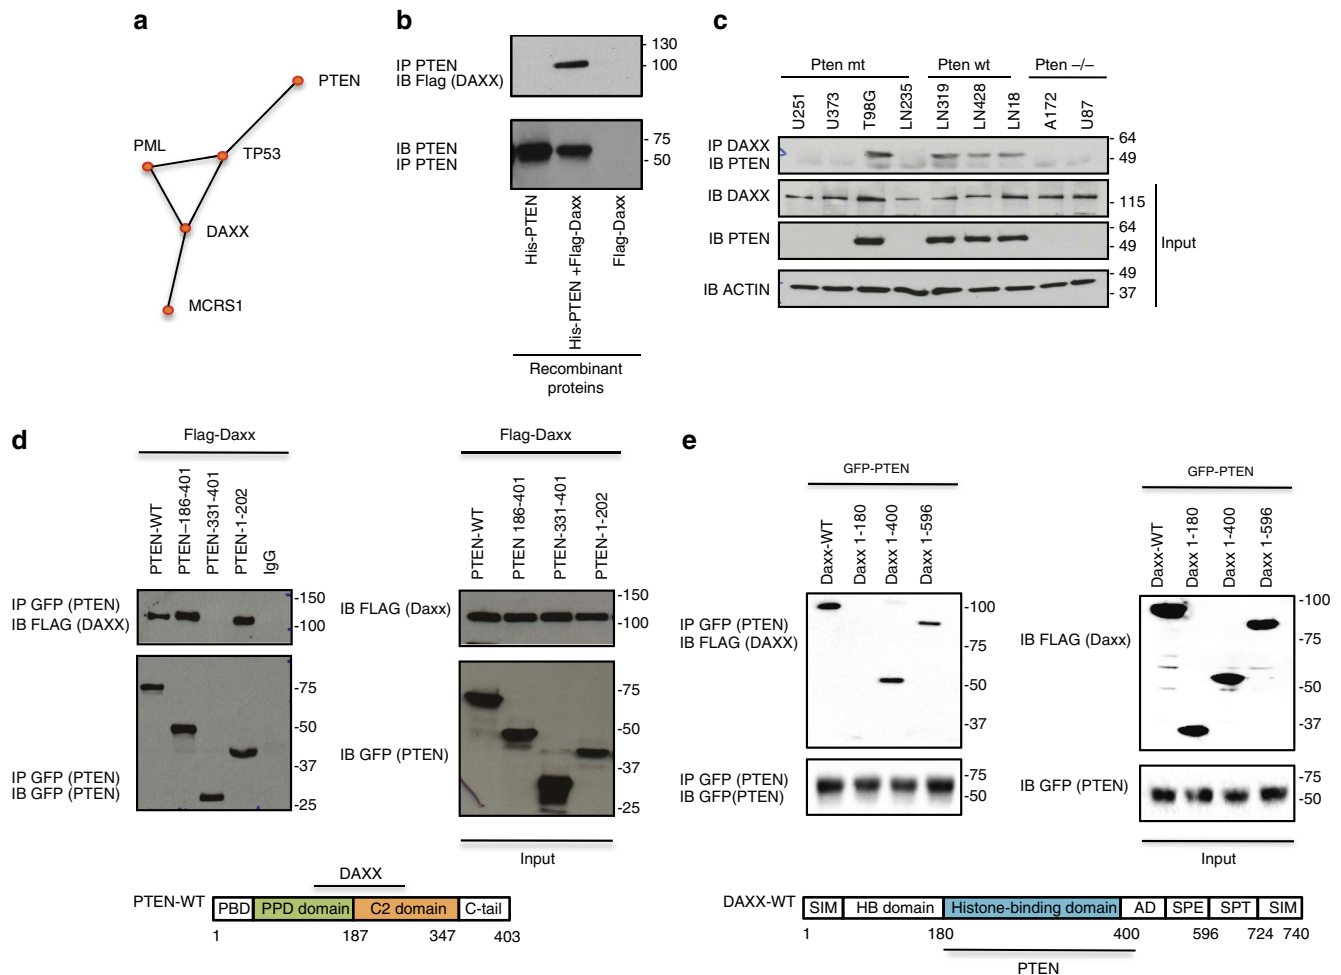 a
PTEN
PML
TP53
DAXX
MCRS1
b
IP PTEN
IB Flag (DAXX)
- 130
- 100
IB PTEN
IP PTEN
- 75
- 50
His-PTEN
His-PTEN +Flag-Daxx
Flag-Daxx
Recombinant
proteins
c
Pten mt
Pten wt
Pten –/–
U251
U373
T98G
LN235
LN319
LN428
LN18
A172
U87
IP DAXX
IB PTEN
- 64
- 49
IB DAXX
- 115
IB PTEN
- 64
- 49
IB ACTIN
- 49
- 37
Input
d
Flag-Daxx
PTEN-WT
PTEN–186-401
PTEN-331-401
PTEN-1-202
IgG
IP GFP (PTEN)
IB FLAG (DAXX)
-150
-100
-75
-50
-37
-25
IP GFP (PTEN)
IB GFP (PTEN)
Flag-Daxx
PTEN-WT
PTEN 186-401
PTEN-331-401
PTEN-1-202
IB FLAG (Daxx)
-150
-100
IB GFP (PTEN)
-75
-50
-37
-25
Input
DAXX
PTEN-WT
PBD
PPD domain
C2 domain
C-tail
1
187
347
403
e
GFP-PTEN
Daxx-WT
Daxx 1-180
Daxx 1-400
Daxx 1-596
IP GFP (PTEN)
IB FLAG (DAXX)
-100
-75
-50
-37
IP GFP (PTEN)
IB GFP(PTEN)
-75
-50
GFP-PTEN
Daxx-WT
Daxx 1-180
Daxx 1-400
Daxx 1-596
IB FLAG (Daxx)
-100
-75
-50
-37
IB GFP (PTEN)
-75
-50
Input
DAXX-WT
SIM
HB domain
Histone-binding domain
AD
SPE
SPT
SIM
1
180
400
596
724
740
PTEN